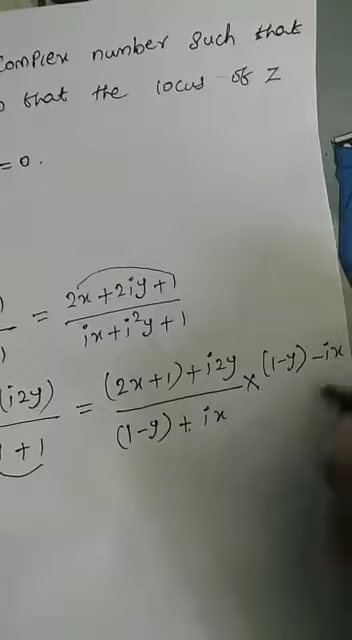 Complex number such that
that the locus of Z
= 0.
= 2x+2iy+1 / ix+i²y+1
(i2y) / +1 = (2x+1)+i2y / (1-y)+ix × (1-y)-ix